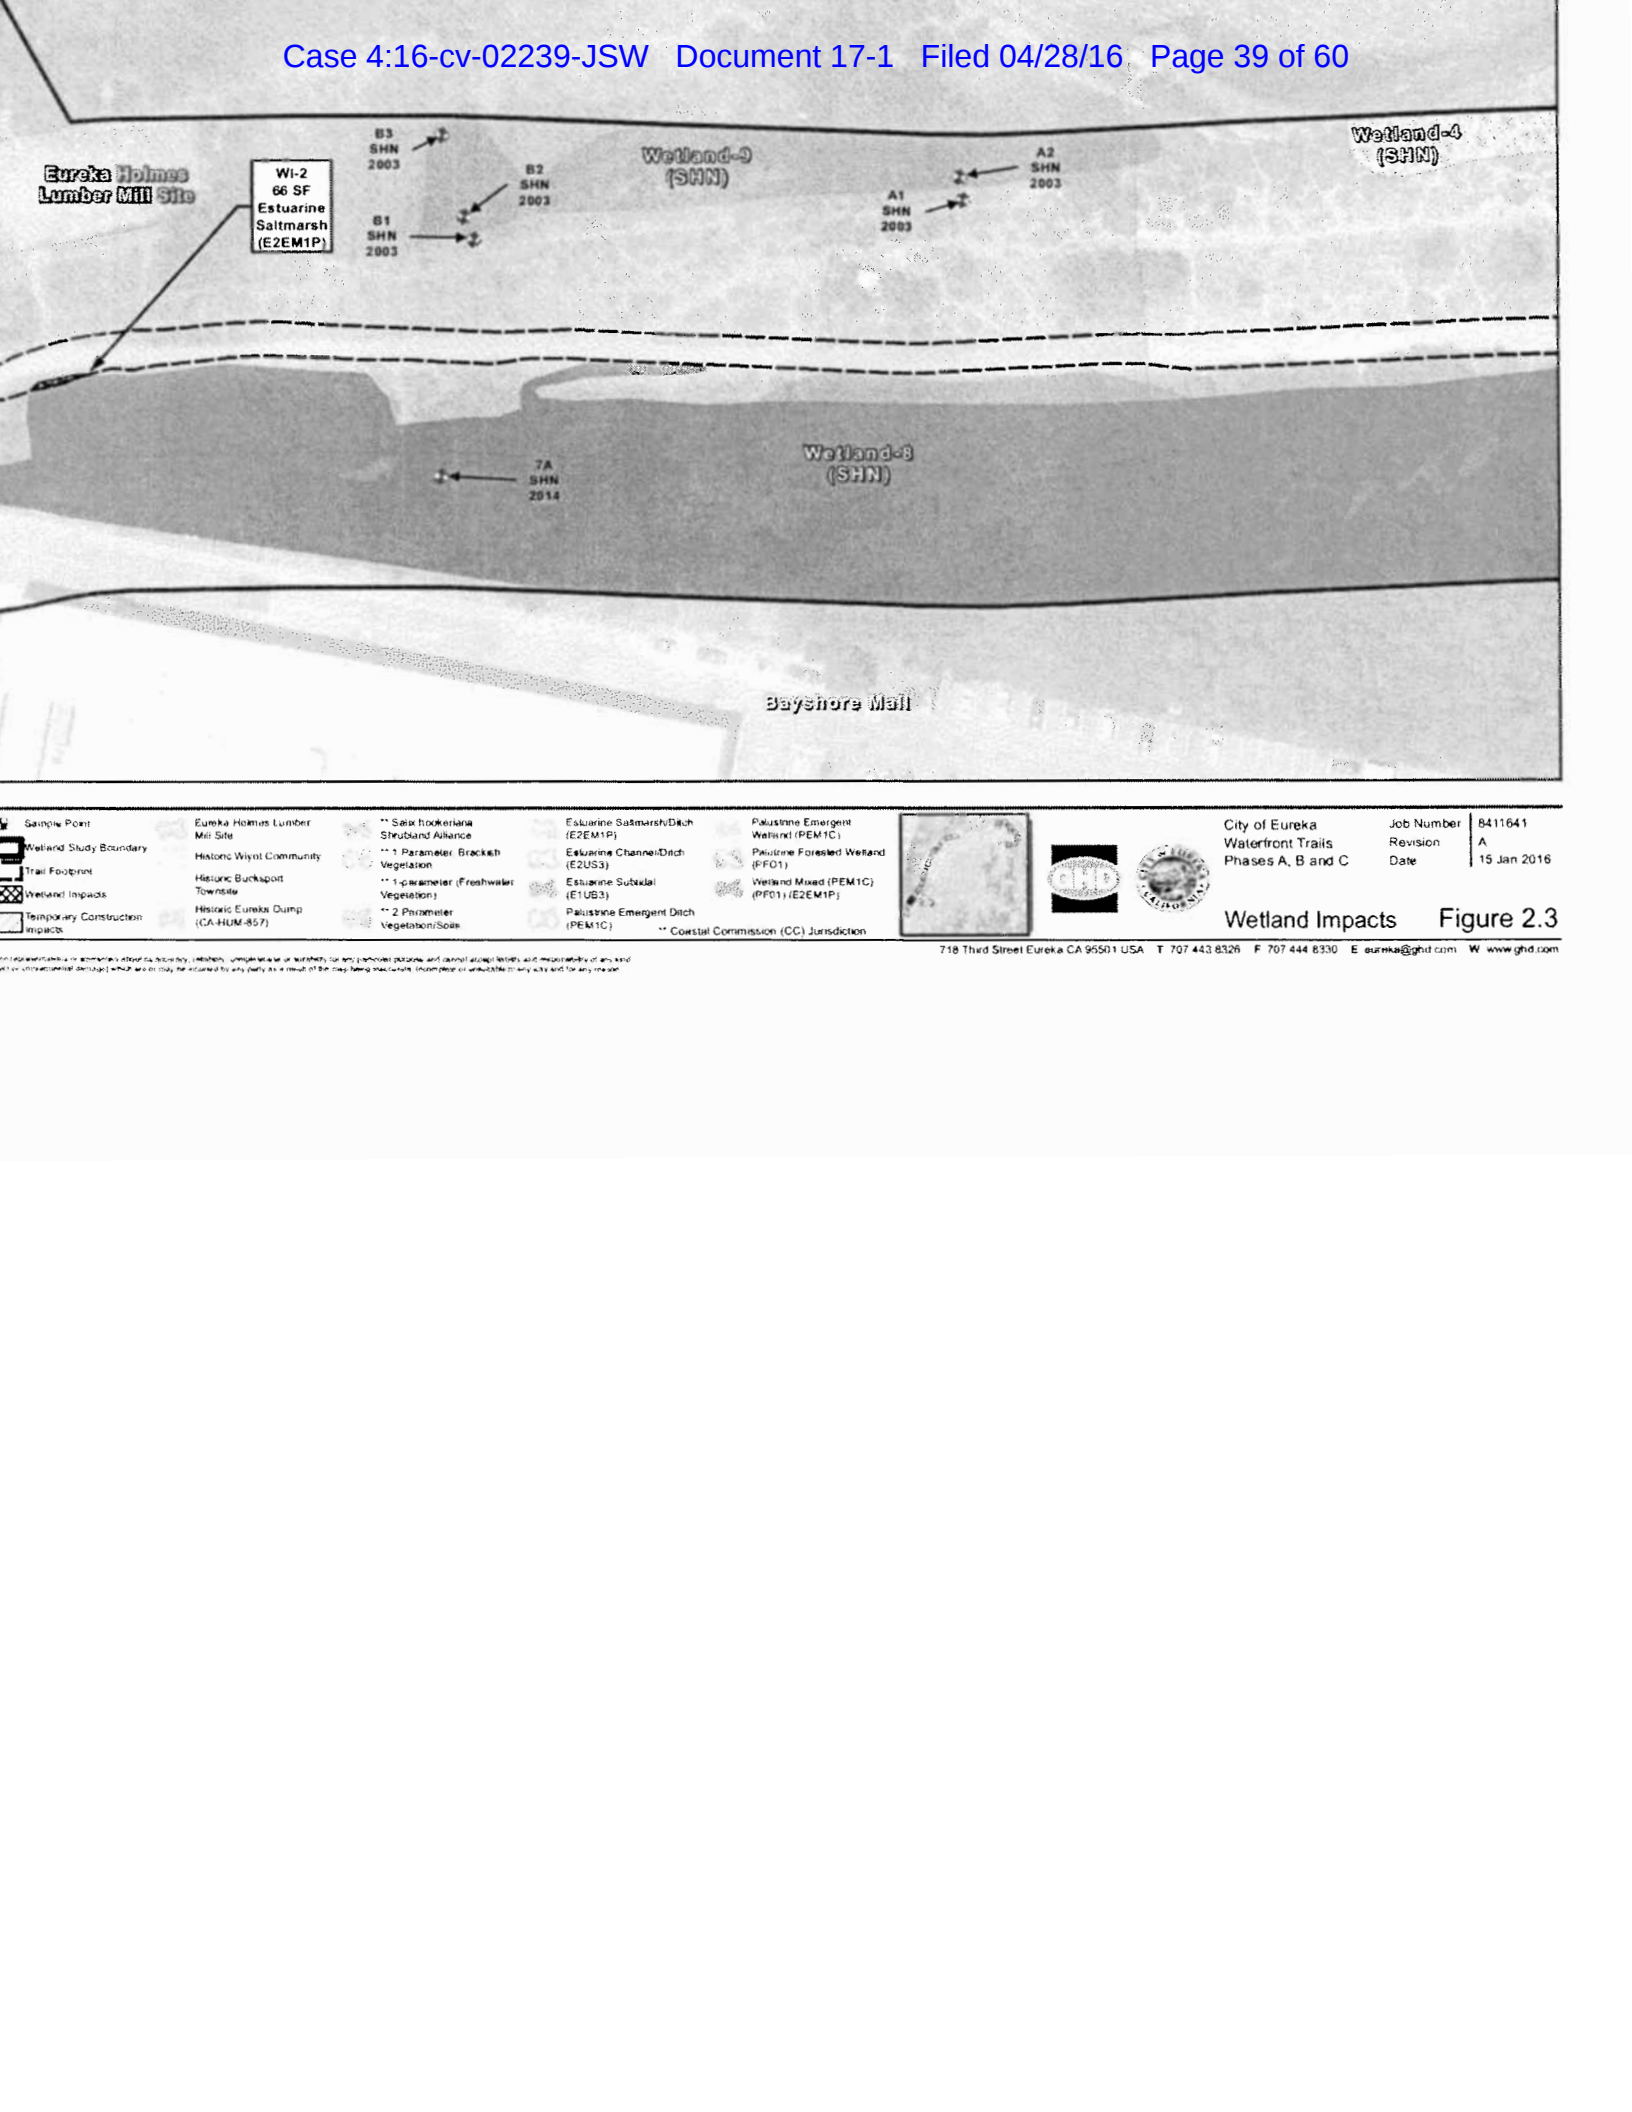 Case 4:16-cv-02239-JSW Document 17-1 Filed 04/28/16 Page 39 of 60
Eureka Holmes
Lumber Mill Site
WI-2
66 SF
Estuarine
Saltmarsh
(E2EM1P)
B3
SHN
2003
B2
SHN
2003
B1
SHN
2003
Wetland-9
(SHN)
A2
SHN
2003
A1
SHN
2003
Wetland-4
(SHN)
7A
SHN
2014
Wetland-8
(SHN)
Bayshore Mall
Sample Point
Wetland Study Boundary
Trail Footprint
Wetland Impacts
Temporary Construction
Impacts
Eureka Holmes Lumber
Mill Site
Historic Wiyot Community
Historic Bucksport
Townsite
Historic Eureka Dump
(CA-HUM-857)
** Salix hookeriana
Shrubland Alliance
** 1 Parameter Brackish
Vegetation
** 1-parameter (Freshwater
Vegetation)
** 2 Parameter
Vegetation/Soils
Estuarine Saltmarsh/Ditch
(E2EM1P)
Estuarine Channel/Ditch
(E2US3)
Estuarine Subtidal
(E1UB3)
Palustrine Emergent Ditch
(PEM1C)
Palustrine Emergent
Wetland (PEM1C)
Palustrine Forested Wetland
(PFO1)
Wetland Mixed (PEM1C)
(PF01) (E2EM1P)
** Coastal Commission (CC) Jurisdiction
GHD
City of Eureka
Waterfront Trails
Phases A, B and C
Job Number 8411641
Revision A
Date 15 Jan 2016
Wetland Impacts Figure 2.3
718 Third Street Eureka CA 95501 USA T 707 443 8326 F 707 444 8330 E eureka@ghd.com W www.ghd.com